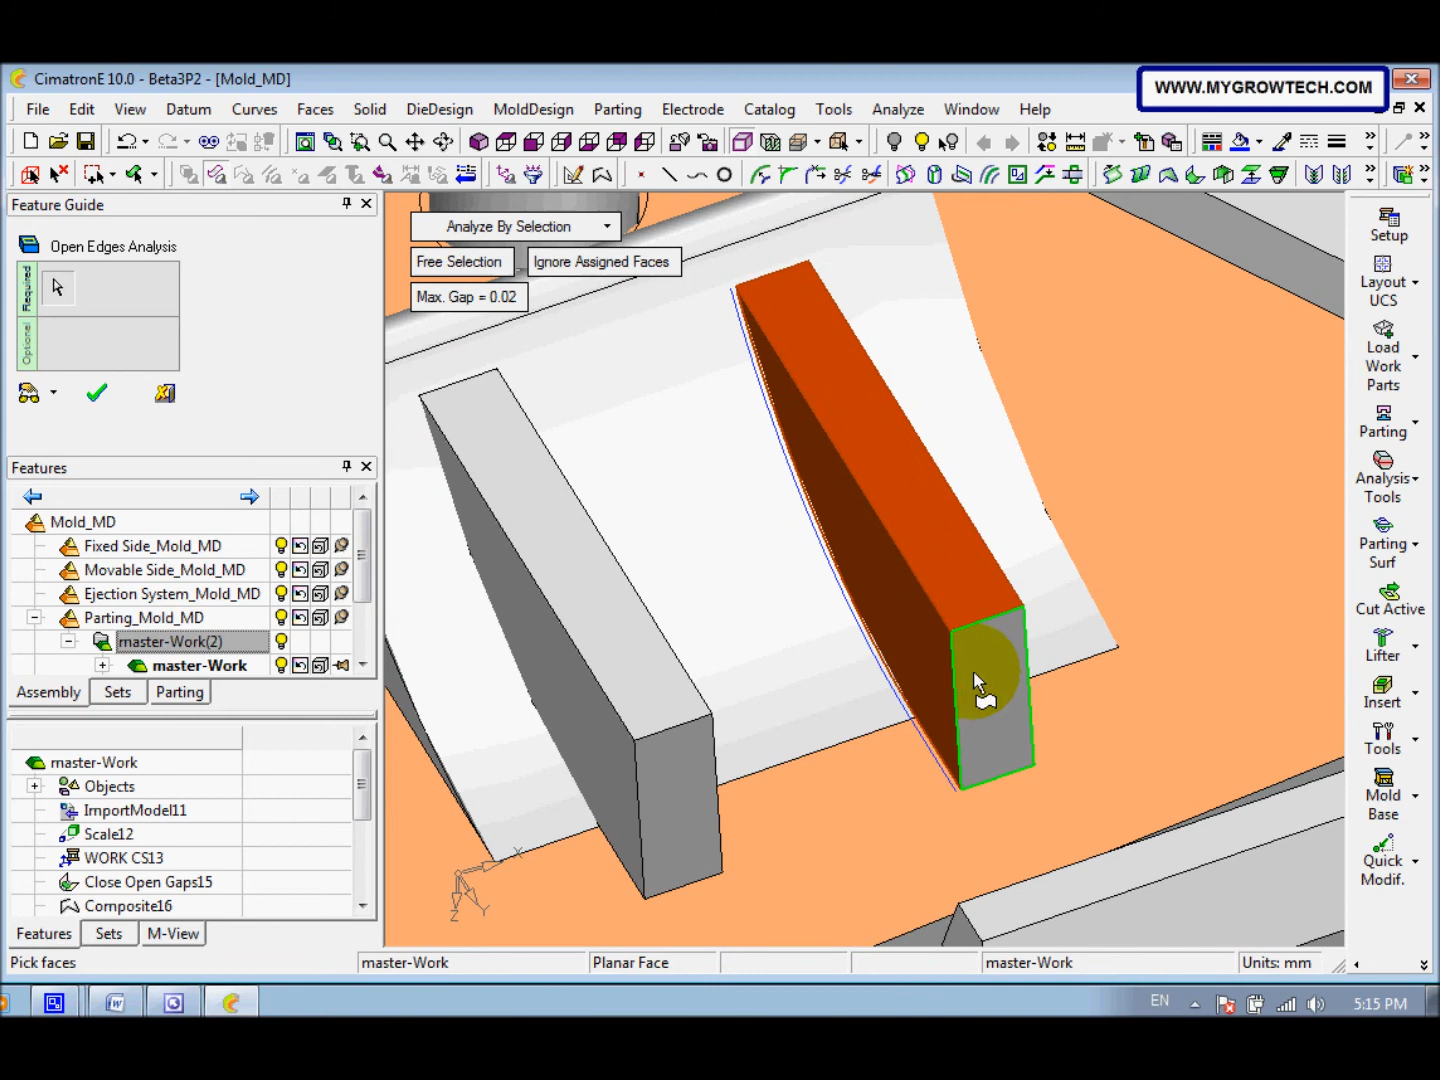 CimatronE 10.0 - Beta3P2 - [Mold_MD]
WWW.MYGROWTECH.COM
File Edit View Datum Curves Faces Solid DieDesign MoldDesign Parting Electrode Catalog Tools Analyze Window Help
Feature Guide
Open Edges Analysis
Required
Optional
Analyze By Selection
Free Selection Ignore Assigned Faces
Max. Gap = 0.02
Features
Mold_MD
Fixed Side_Mold_MD
Movable Side_Mold_MD
Ejection System_Mold_MD
Parting_Mold_MD
master-Work(2)
master-Work
Assembly Sets Parting
master-Work
Objects
ImportModel11
Scale12
WORK CS13
Close Open Gaps15
Composite16
Features Sets M-View
X
Y
Z
Setup
Layout
UCS
Load
Work
Parts
Parting
Analysis
Tools
Parting
Surf
Cut Active
Lifter
Insert
Tools
Mold
Base
Quick
Modif.
Pick faces master-Work Planar Face master-Work Units: mm
EN 5:15 PM